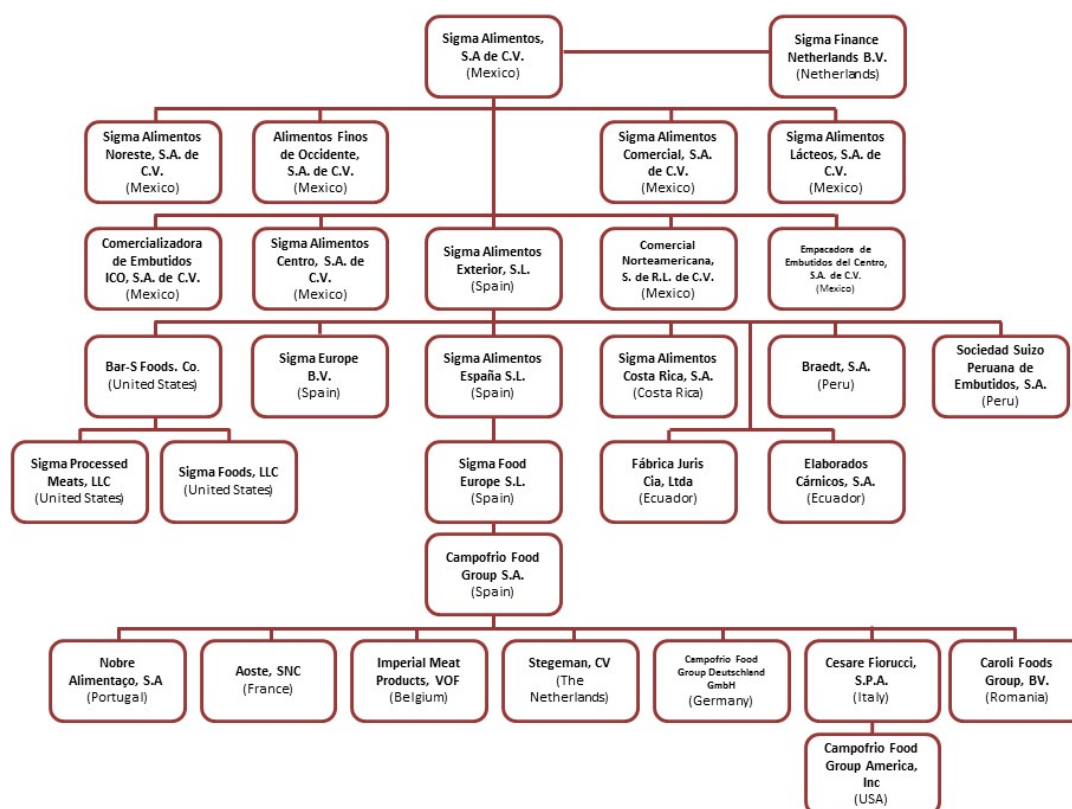 Sigma Alimentos,
S.A de C.V.
(Mexico)
Sigma Finance
Netherlands B.V.
(Netherlands)
Sigma Alimentos
Noreste, S.A. de
C.V.
(Mexico)
Alimentos Finos
de Occidente,
S.A. de C.V.
(Mexico)
Sigma Alimentos
Comercial, S.A.
de C.V.
(Mexico)
Sigma Alimentos
Lácteos, S.A. de
C.V.
(Mexico)
Comercializadora
de Embutidos
ICO, S.A. de C.V.
(Mexico)
Sigma Alimentos
Centro, S.A. de
C.V.
(Mexico)
Sigma Alimentos
Exterior, S.L.
(Spain)
Comercial
Norteamericana,
S. de R.L. de C.V.
(Mexico)
Empacadora de
Embutidos del Centro,
S.A. de C.V.
(Mexico)
Bar-S Foods. Co.
(United States)
Sigma Europe
B.V.
(Spain)
Sigma Alimentos
España S.L.
(Spain)
Sigma Alimentos
Costa Rica, S.A.
(Costa Rica)
Braedt, S.A.
(Peru)
Sociedad Suizo
Peruana de
Embutidos, S.A.
(Peru)
Sigma Processed
Meats, LLC
(United States)
Sigma Foods, LLC
(United States)
Sigma Food
Europe S.L.
(Spain)
Fábrica Juris
Cia, Ltda
(Ecuador)
Elaborados
Cárnicos, S.A.
(Ecuador)
Campofrio Food
Group S.A.
(Spain)
Nobre
Alimentaço, S.A
(Portugal)
Aoste, SNC
(France)
Imperial Meat
Products, VOF
(Belgium)
Stegeman, CV
(The
Netherlands)
Campofrio Food
Group Deutschland
GmbH
(Germany)
Cesare Fiorucci,
S.P.A.
(Italy)
Caroli Foods
Group, BV.
(Romania)
Campofrio Food
Group America,
Inc
(USA)